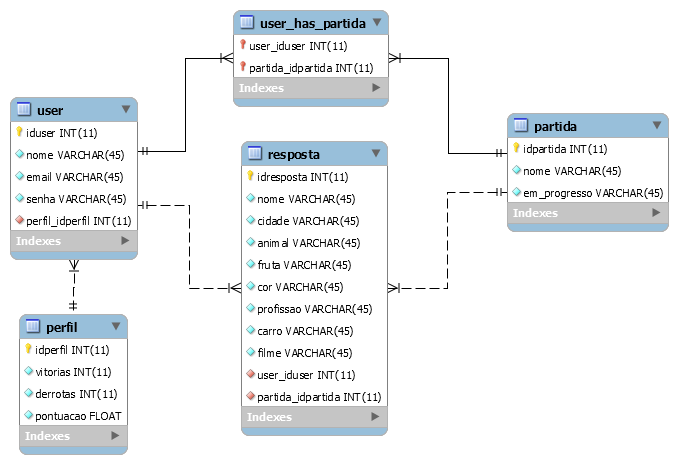 user_has_partida
user_iduser INT(11)
partida_idpartida INT(11)
Indexes
user
iduser INT(11)
nome VARCHAR(45)
email VARCHAR(45)
senha VARCHAR(45)
perfil_idperfil INT(11)
Indexes
resposta
idresposta INT(11)
nome VARCHAR(45)
cidade VARCHAR(45)
animal VARCHAR(45)
fruta VARCHAR(45)
cor VARCHAR(45)
profissao VARCHAR(45)
carro VARCHAR(45)
filme VARCHAR(45)
user_iduser INT(11)
partida_idpartida INT(11)
Indexes
partida
idpartida INT(11)
nome VARCHAR(45)
em_progresso VARCHAR(45)
Indexes
perfil
idperfil INT(11)
vitorias INT(11)
derrotas INT(11)
pontuacao FLOAT
Indexes